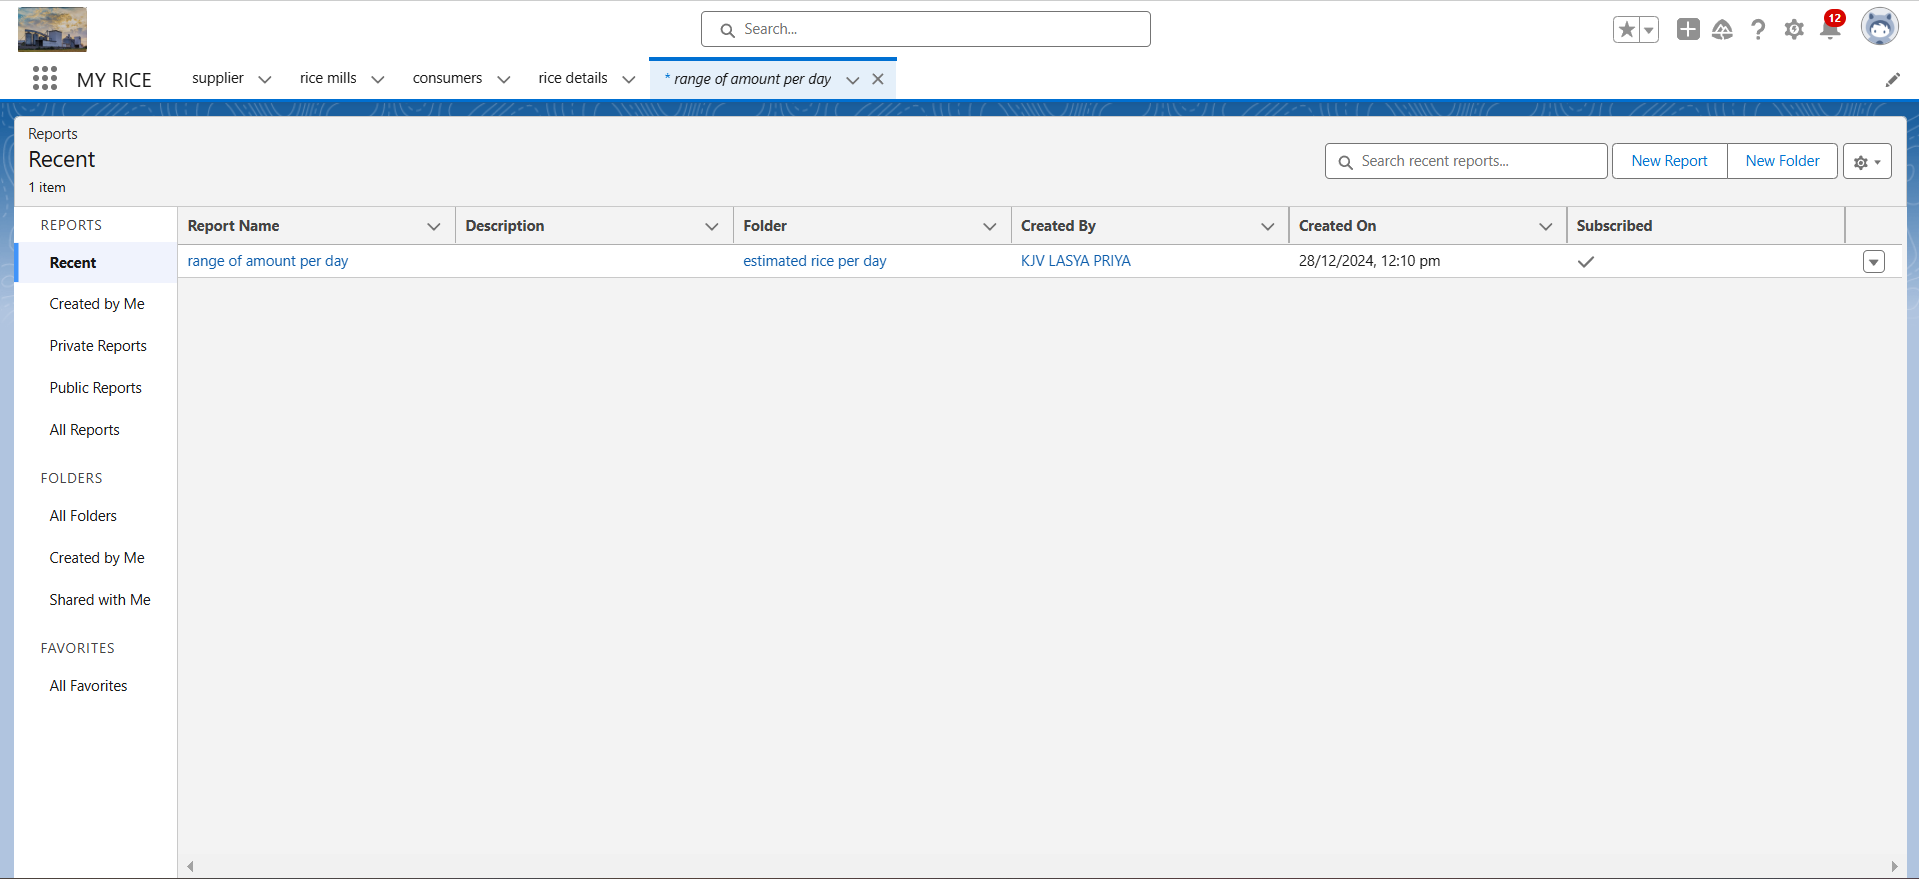 Search...
12
MY RICE
supplier
rice mills
consumers
rice details
* range of amount per day
Reports
Recent
1 item
Search recent reports...
New Report
New Folder
REPORTS
Recent
Created by Me
Private Reports
Public Reports
All Reports
FOLDERS
All Folders
Created by Me
Shared with Me
FAVORITES
All Favorites
Report Name Description Folder Created By Created On Subscribed
range of amount per day estimated rice per day KJV LASYA PRIYA 28/12/2024, 12:10 pm